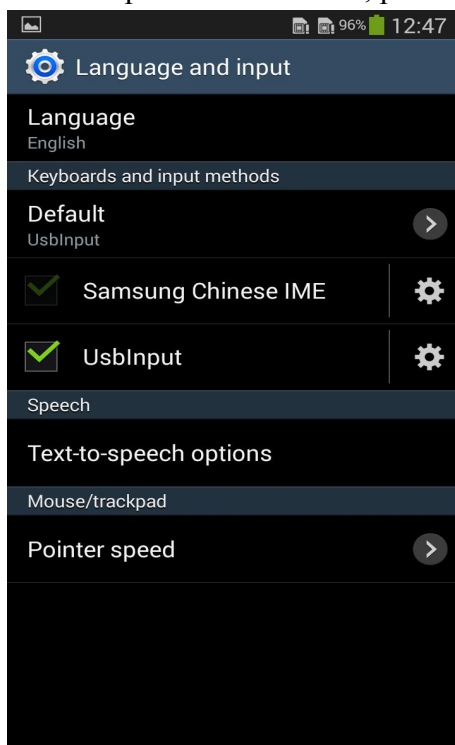 96% 12:47
Language and input
Language
English
Keyboards and input methods
Default
UsbInput
Samsung Chinese IME
UsbInput
Speech
Text-to-speech options
Mouse/trackpad
Pointer speed